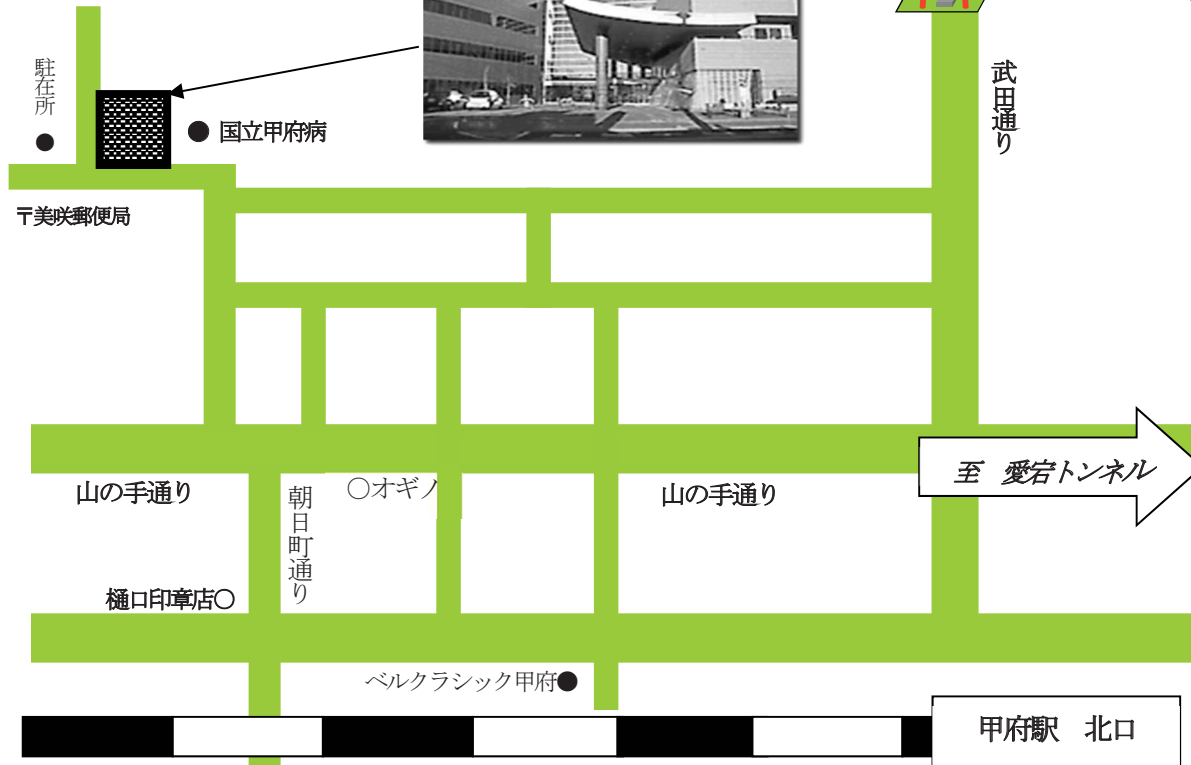 駐在所
武田通り
国立甲府病
〒美咲郵便局
山の手通り
朝日町通り
オギノ
山の手通り
至 愛宕トンネル
樋口印章店
ベルクラシック甲府
甲府駅 北口